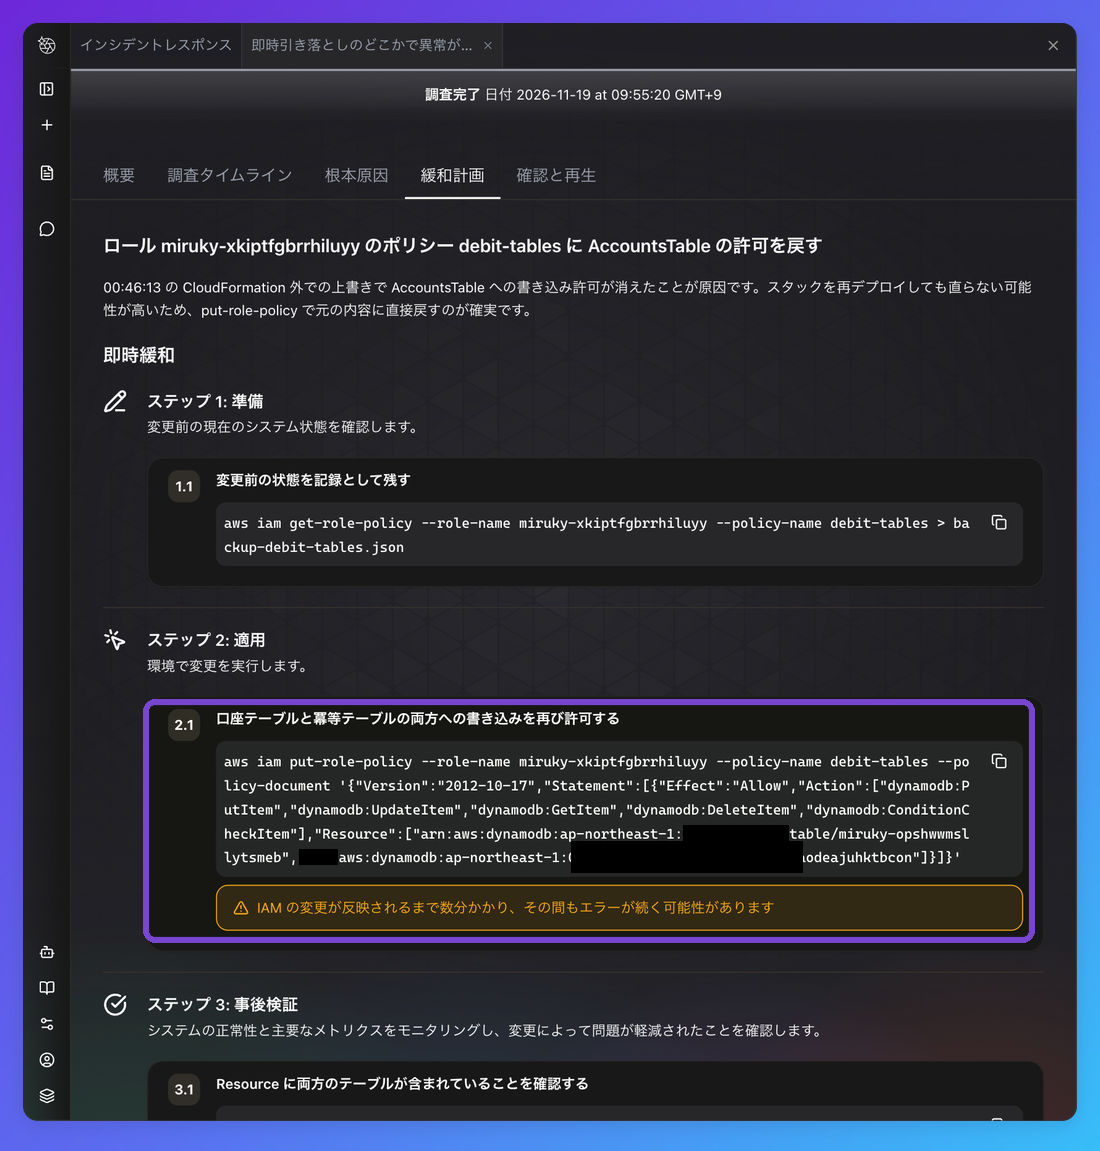 インシデントレスポンス
即時引き落としのどこかで異常が...
調査完了 日付 2026-11-19 at 09:55:20 GMT+9
概要
調査タイムライン
根本原因
緩和計画
確認と再生
ロール miruky-xkiptfgbrrhiluyy のポリシー debit-tables に AccountsTable の許可を戻す
00:46:13 の CloudFormation 外での上書きで AccountsTable への書き込み許可が消えたことが原因です。スタックを再デプロイしても直らない可能
性が高いため、put-role-policy で元の内容に直接戻すのが確実です。
即時緩和
ステップ 1: 準備
変更前の現在のシステム状態を確認します。
1.1
変更前の状態を記録として残す
aws iam get-role-policy --role-name miruky-xkiptfgbrrhiluyy --policy-name debit-tables > ba
ckup-debit-tables.json
ステップ 2: 適用
環境で変更を実行します。
2.1
口座テーブルと冪等テーブルの両方への書き込みを再び許可する
aws iam put-role-policy --role-name miruky-xkiptfgbrrhiluyy --policy-name debit-tables --po
licy-document '{"Version":"2012-10-17","Statement":[{"Effect":"Allow","Action":["dynamodb:P
utItem","dynamodb:UpdateItem","dynamodb:GetItem","dynamodb:DeleteItem","dynamodb:ConditionC
heckItem"],"Resource":["arn:aws:dynamodb:ap-northeast-1: table/miruky-opshwwmsl
lytsmeb", aws:dynamodb:ap-northeast-1: odeajuhktbcon"]}]}'
IAM の変更が反映されるまで数分かかり、その間もエラーが続く可能性があります
ステップ 3: 事後検証
システムの正常性と主要なメトリクスをモニタリングし、変更によって問題が軽減されたことを確認します。
3.1
Resource に両方のテーブルが含まれていることを確認する